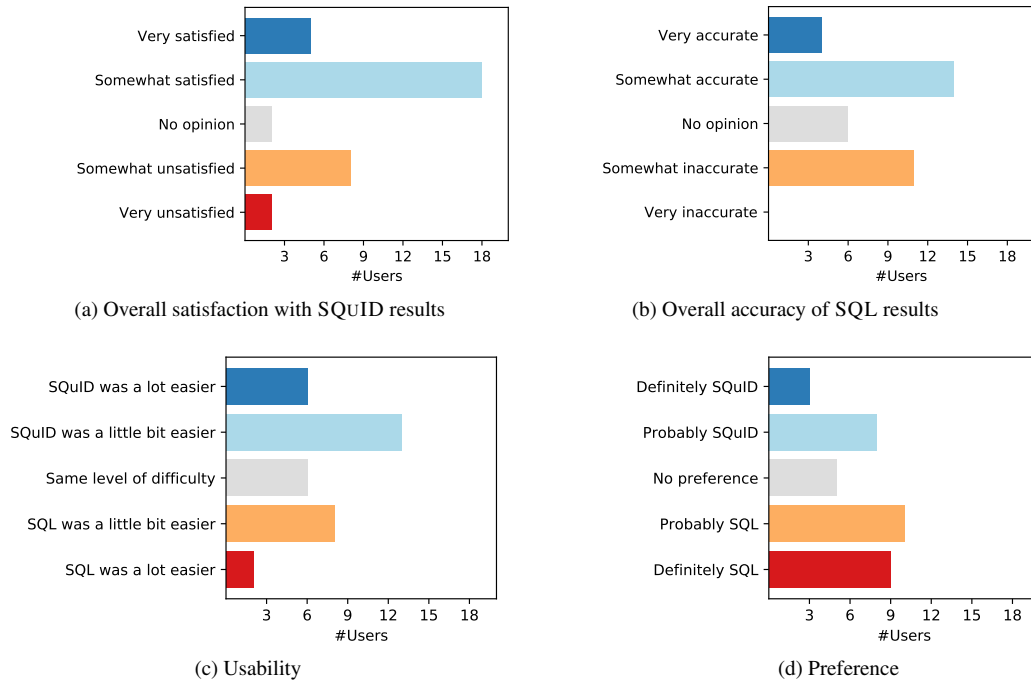 Very satisfied
Somewhat satisfied
No opinion
Somewhat unsatisfied
Very unsatisfied
3 6 9 12 15 18
#Users
(a) Overall satisfaction with SQUID results
Very accurate
Somewhat accurate
No opinion
Somewhat inaccurate
Very inaccurate
3 6 9 12 15 18
#Users
(b) Overall accuracy of SQL results
SQuID was a lot easier
SQuID was a little bit easier
Same level of difficulty
SQL was a little bit easier
SQL was a lot easier
3 6 9 12 15 18
#Users
(c) Usability
Definitely SQuID
Probably SQuID
No preference
Probably SQL
Definitely SQL
3 6 9 12 15 18
#Users
(d) Preference